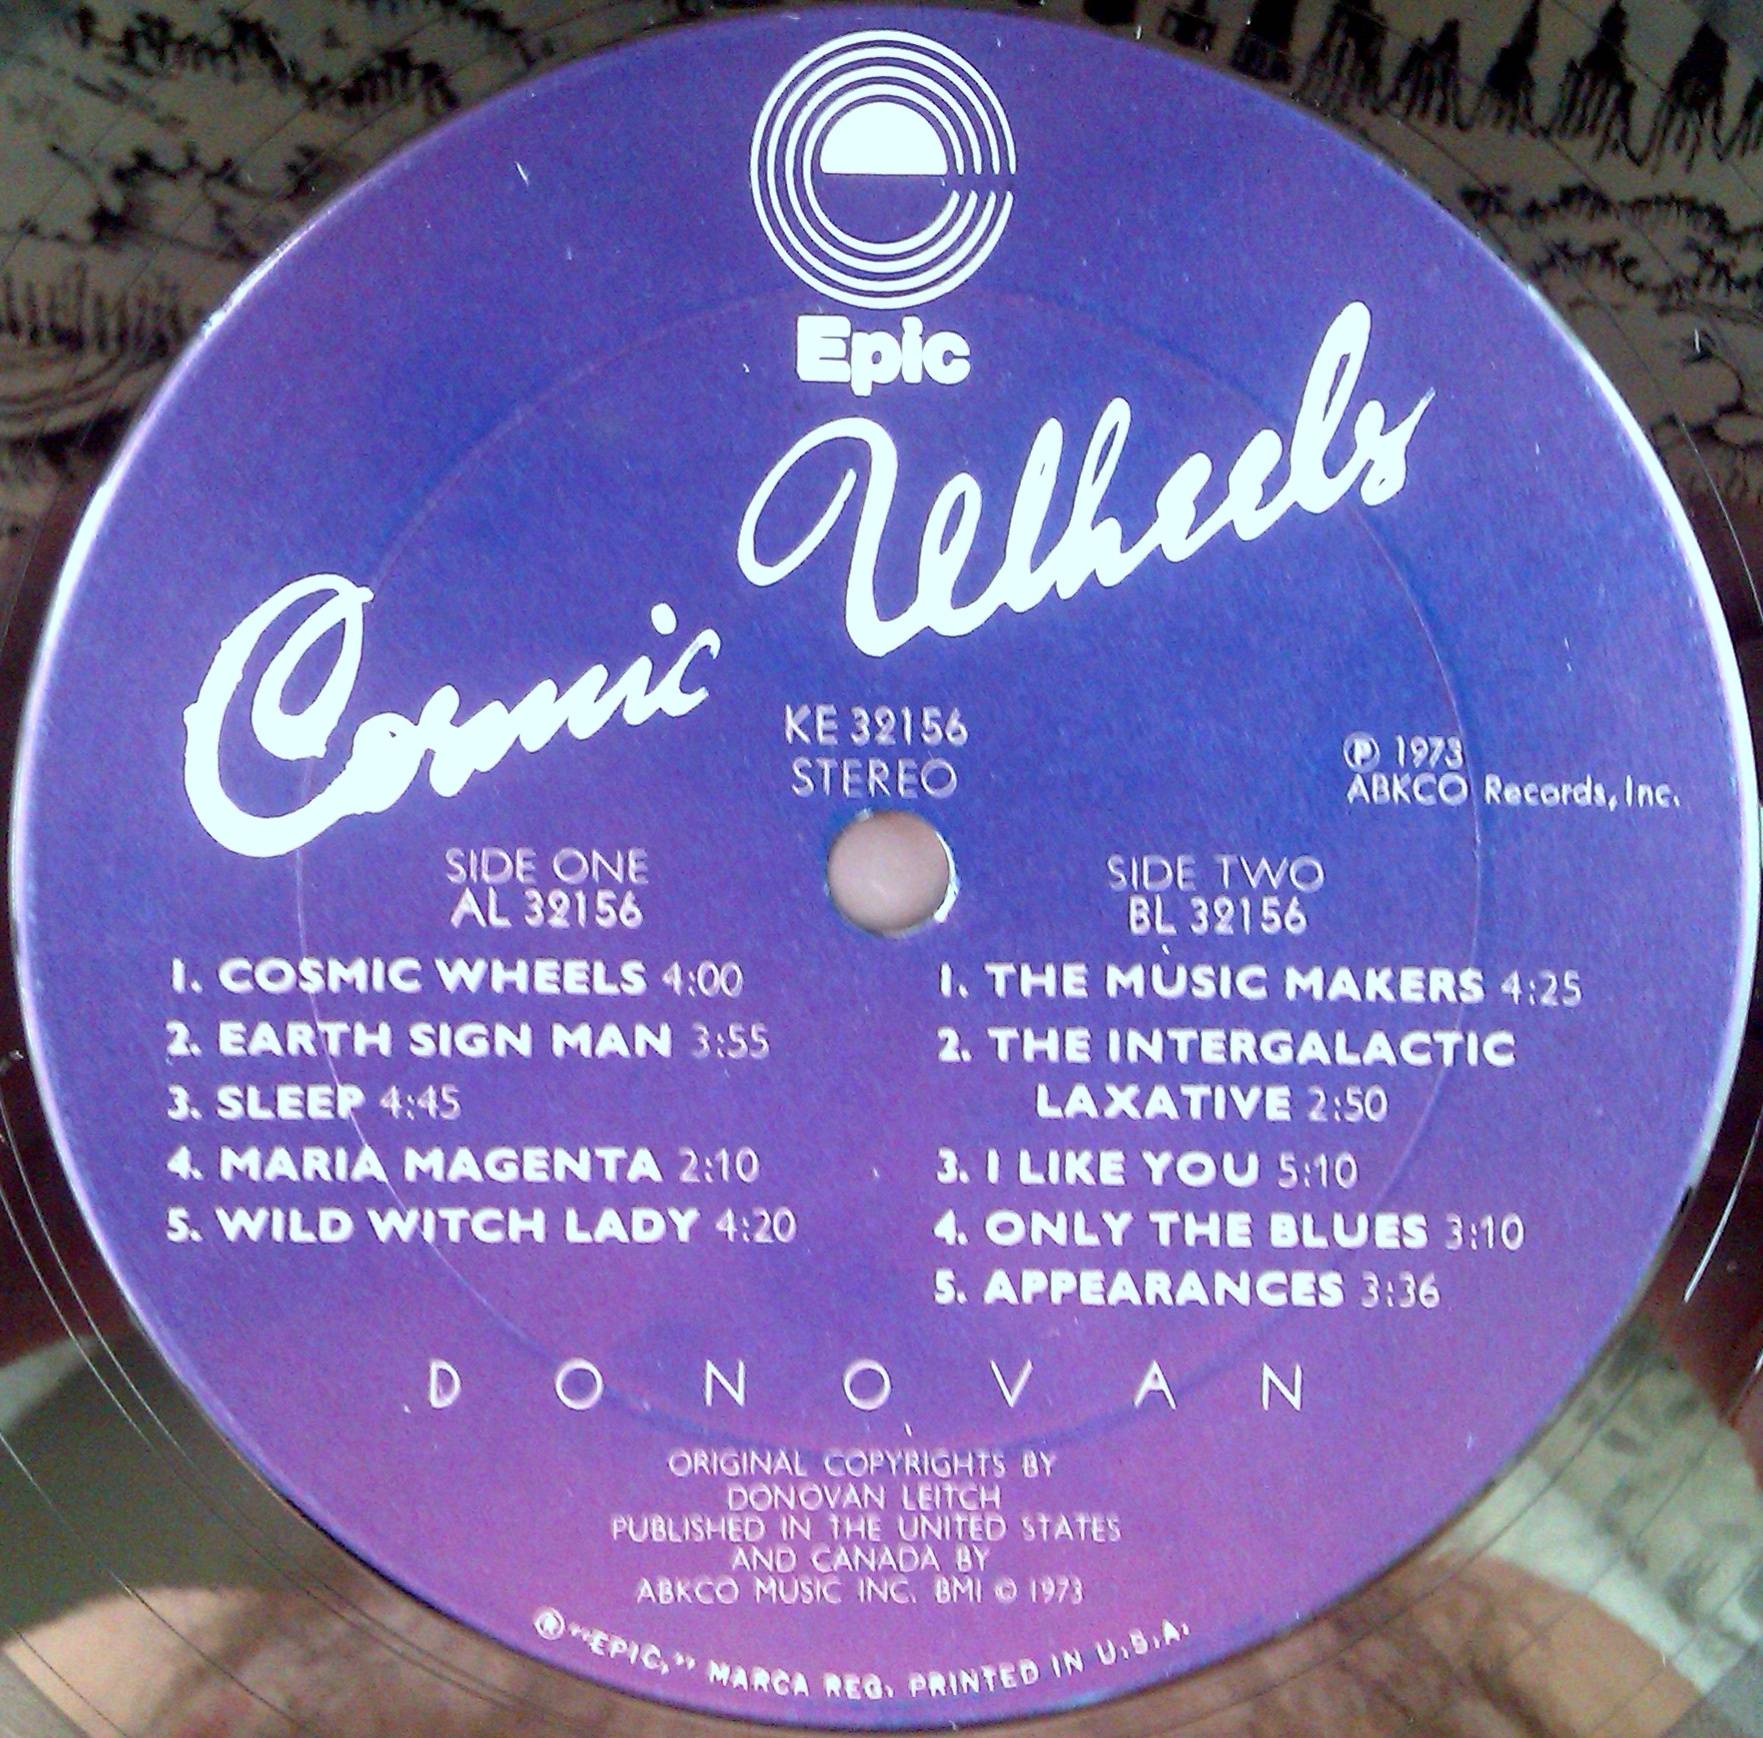 Epic
Cosmic Wheels
KE 32156
STEREO
℗ 1973
ABKCO Records, Inc.
SIDE ONE
AL 32156
1. COSMIC WHEELS 4:00
2. EARTH SIGN MAN 3:55
3. SLEEP 4:45
4. MARIA MAGENTA 2:10
5. WILD WITCH LADY 4:20
SIDE TWO
BL 32156
1. THE MUSIC MAKERS 4:25
2. THE INTERGALACTIC
LAXATIVE 2:50
3. I LIKE YOU 5:10
4. ONLY THE BLUES 3:10
5. APPEARANCES 3:36
DONOVAN
ORIGINAL COPYRIGHTS BY
DONOVAN LEITCH
PUBLISHED IN THE UNITED STATES
AND CANADA BY
ABKCO MUSIC INC. BMI © 1973
® "EPIC," MARCA REG. PRINTED IN U.S.A.